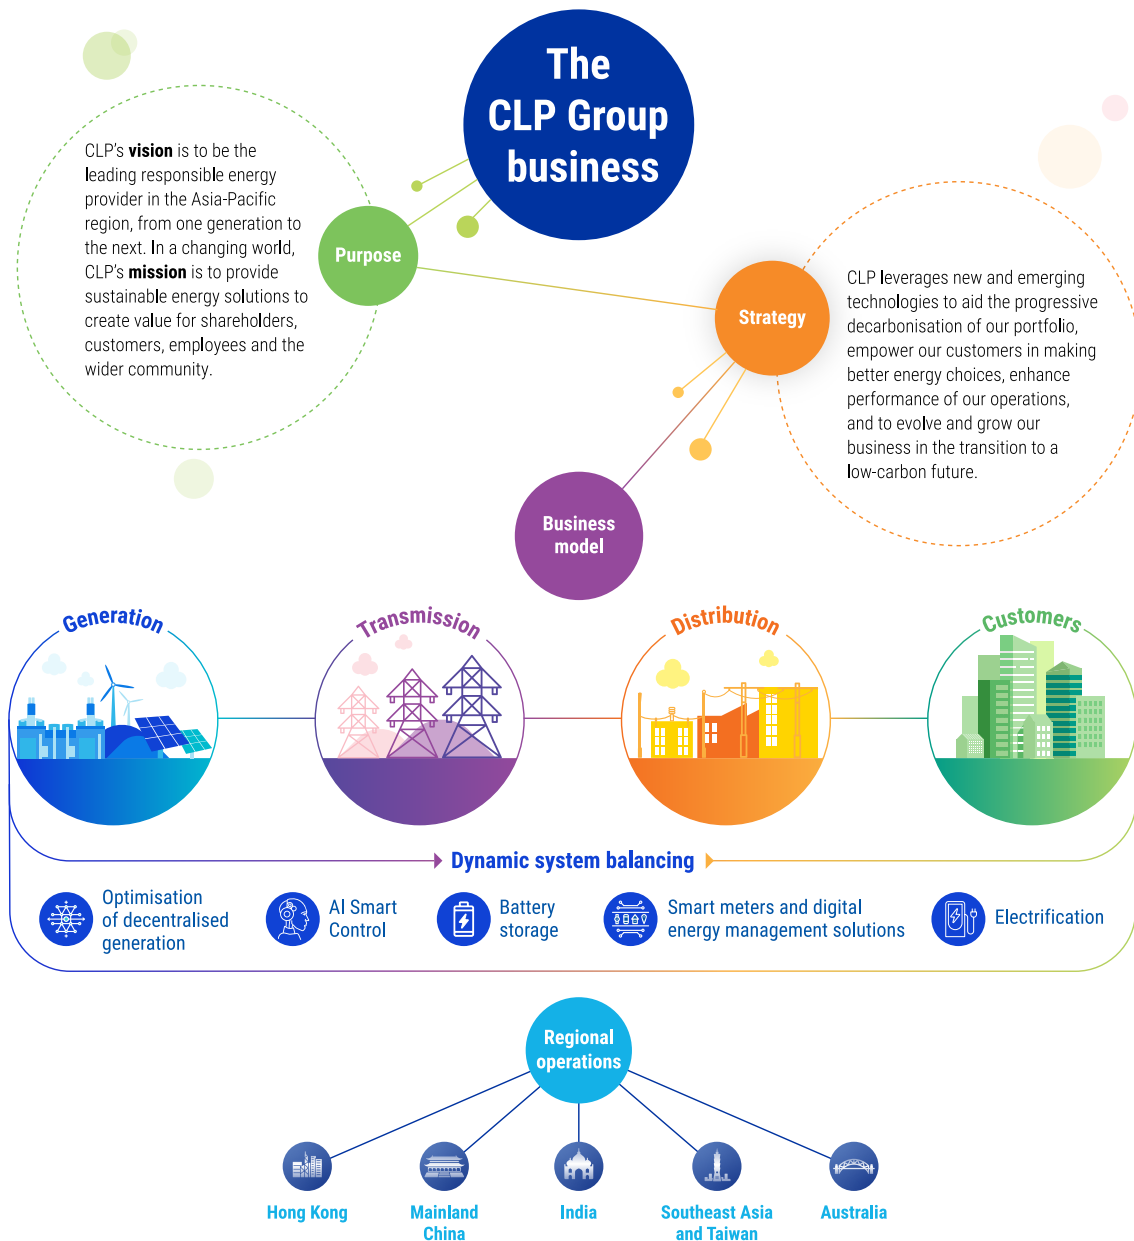 The
CLP Group
business
CLP's vision is to be the
leading responsible energy
provider in the Asia-Pacific
region, from one generation to
the next. In a changing world,
CLP's mission is to provide
sustainable energy solutions to
create value for shareholders,
customers, employees and the
wider community.
Purpose
Strategy
CLP leverages new and emerging
technologies to aid the progressive
decarbonisation of our portfolio,
empower our customers in making
better energy choices, enhance
performance of our operations,
and to evolve and grow our
business in the transition to a
low-carbon future.
Business
model
Generation
Transmission
Distribution
Customers
Dynamic system balancing
Optimisation
of decentralised
generation
AI Smart
Control
Battery
storage
Smart meters and digital
energy management solutions
Electrification
Regional
operations
Hong Kong
Mainland
China
India
Southeast Asia
and Taiwan
Australia